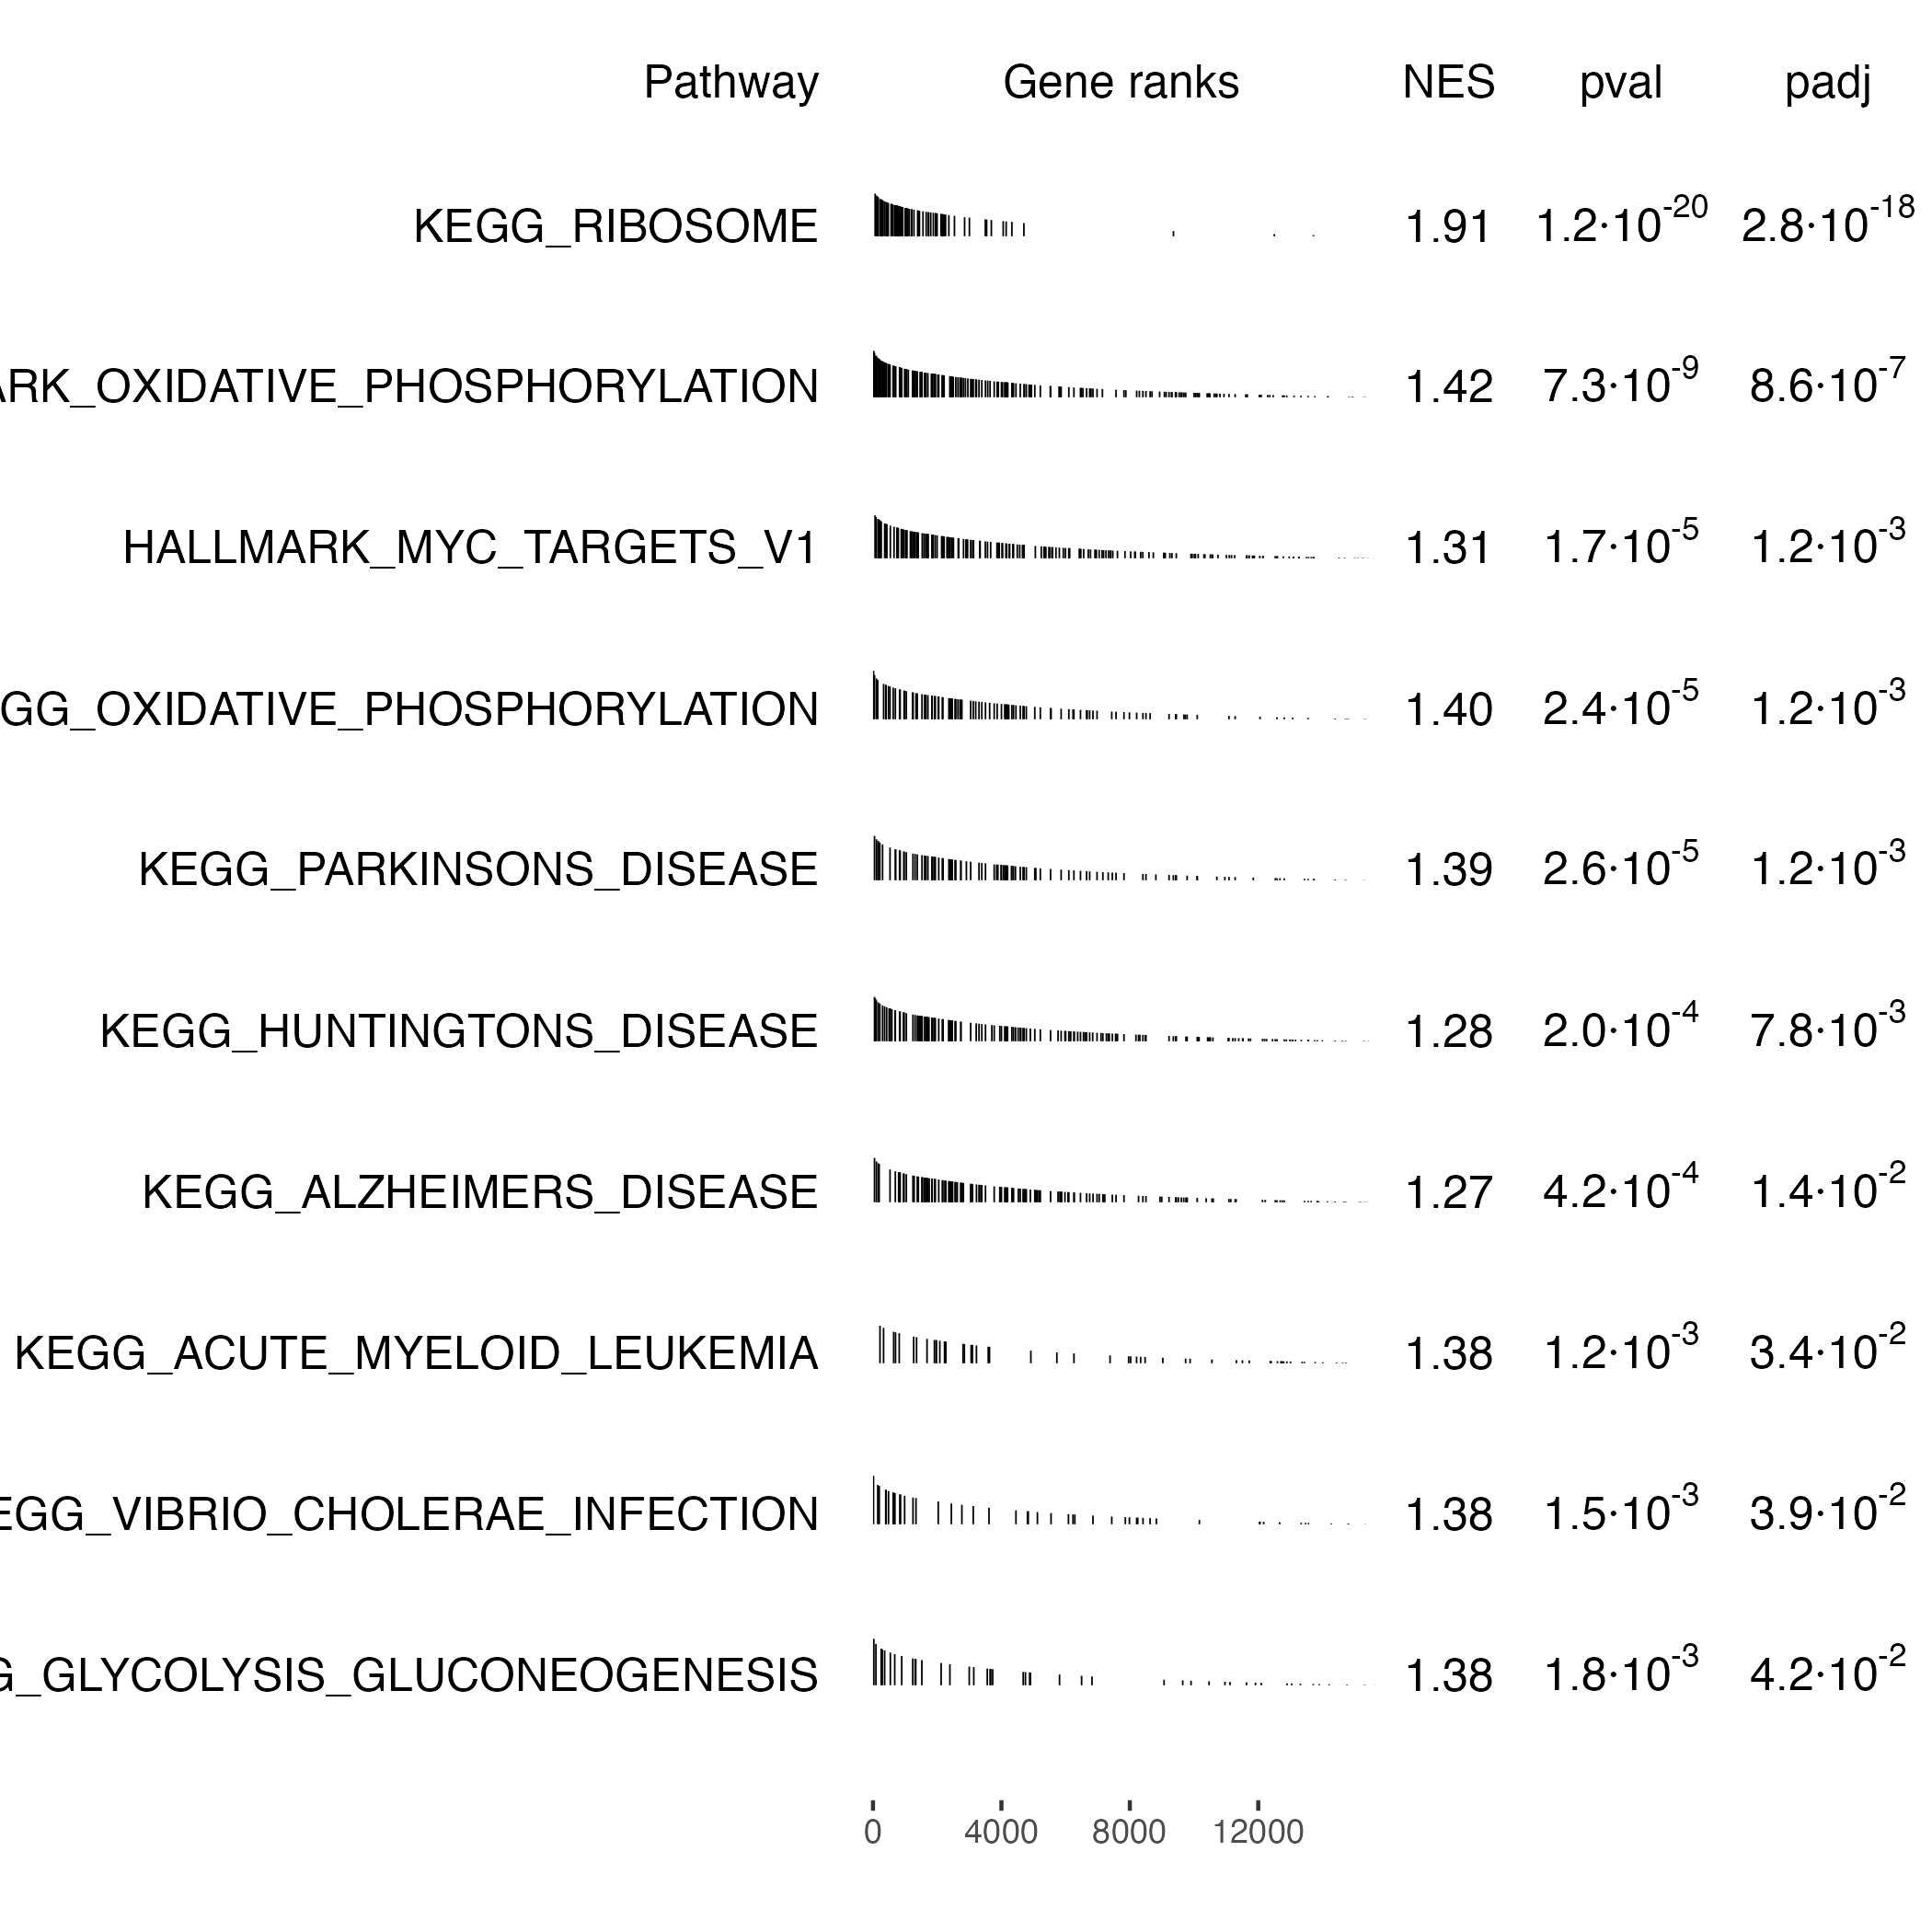 Pathway Gene ranks NES pval padj
KEGG_RIBOSOME 1.91 1.2·10^-20 2.8·10^-18
ARK_OXIDATIVE_PHOSPHORYLATION 1.42 7.3·10^-9 8.6·10^-7
HALLMARK_MYC_TARGETS_V1 1.31 1.7·10^-5 1.2·10^-3
GG_OXIDATIVE_PHOSPHORYLATION 1.40 2.4·10^-5 1.2·10^-3
KEGG_PARKINSONS_DISEASE 1.39 2.6·10^-5 1.2·10^-3
KEGG_HUNTINGTONS_DISEASE 1.28 2.0·10^-4 7.8·10^-3
KEGG_ALZHEIMERS_DISEASE 1.27 4.2·10^-4 1.4·10^-2
KEGG_ACUTE_MYELOID_LEUKEMIA 1.38 1.2·10^-3 3.4·10^-2
EGG_VIBRIO_CHOLERAE_INFECTION 1.38 1.5·10^-3 3.9·10^-2
G_GLYCOLYSIS_GLUCONEOGENESIS 1.38 1.8·10^-3 4.2·10^-2
0 4000 8000 12000